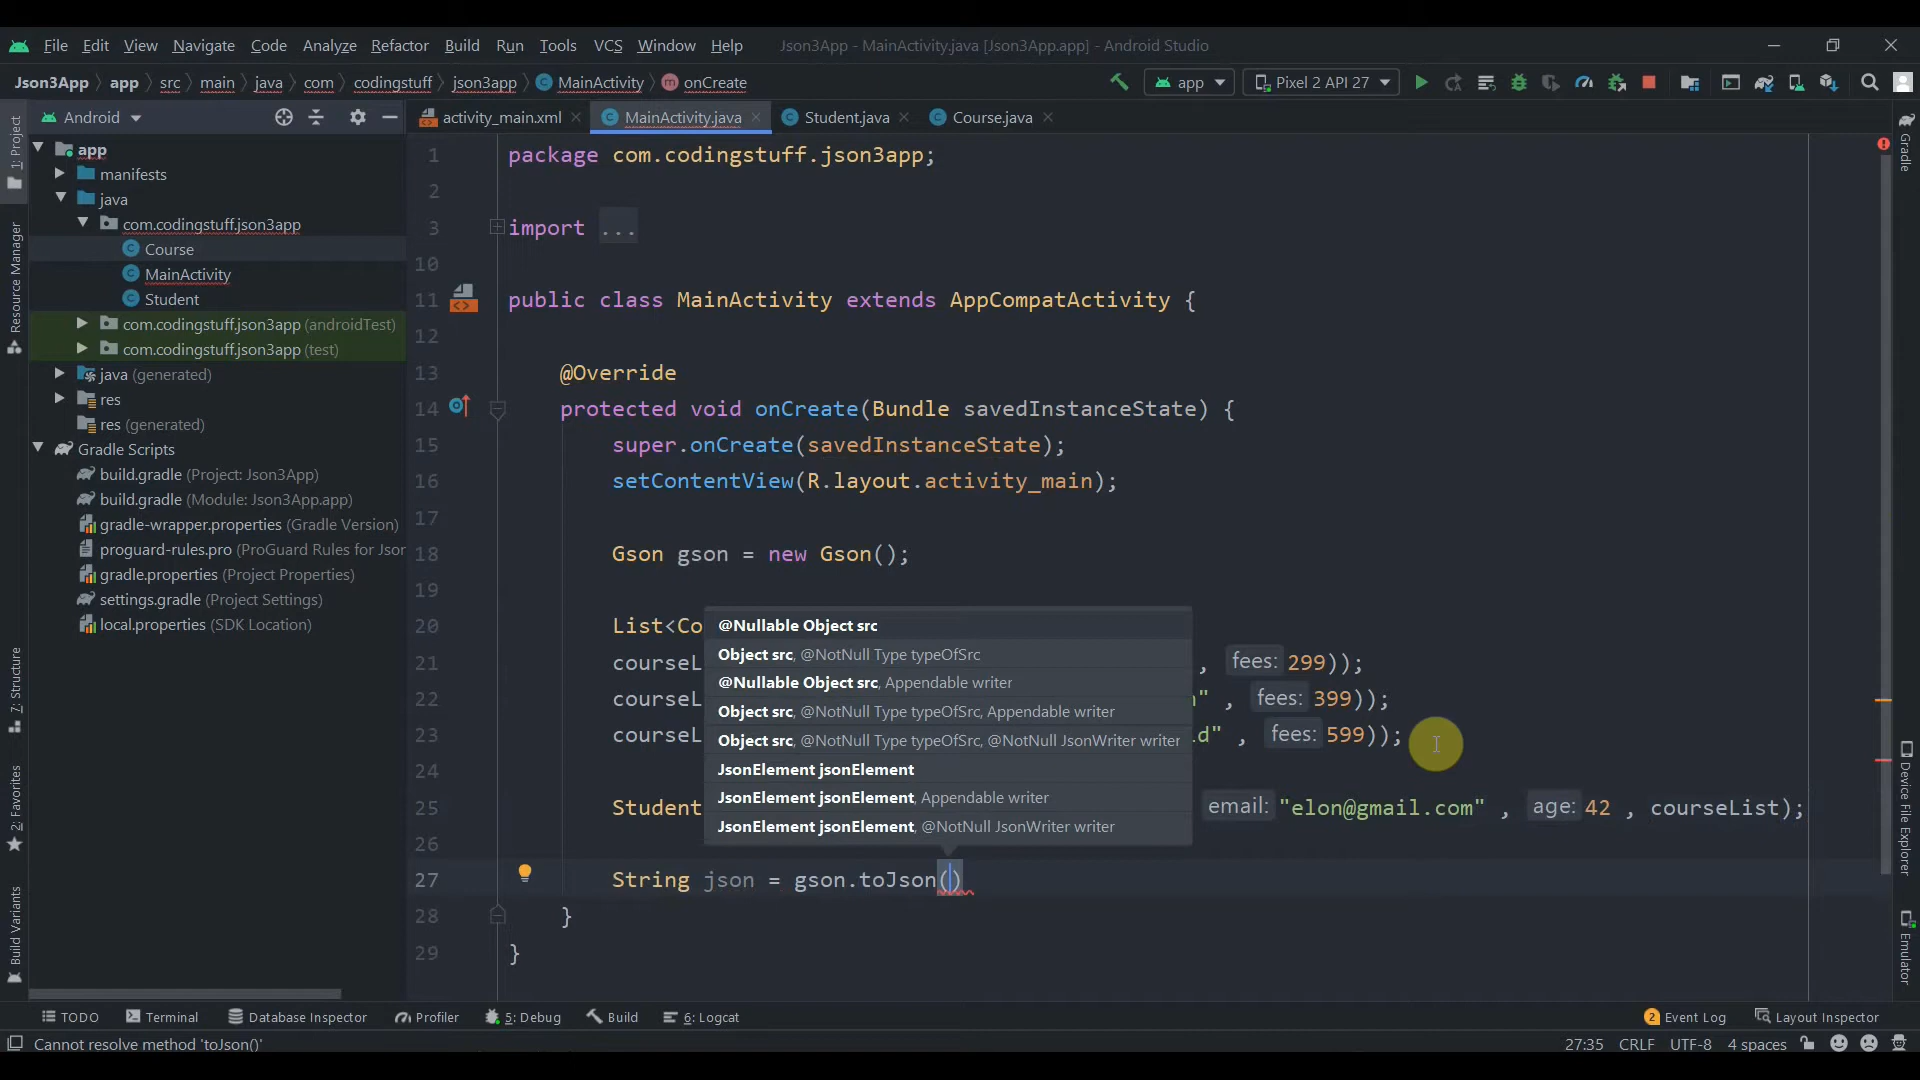 File Edit View Navigate Code Analyze Refactor Build Run Tools VCS Window Help Json3App - MainActivity.java [Json3App.app] - Android Studio
Json3App app src main java com codingstuff json3app MainActivity onCreate app Pixel 2 API 27
Android
activity_main.xml MainActivity.java Student.java Course.java
1: Project
Resource Manager
7: Structure
2: Favorites
Build Variants
app
manifests
java
com.codingstuff.json3app
Course
MainActivity
Student
com.codingstuff.json3app (androidTest)
com.codingstuff.json3app (test)
java (generated)
res
res (generated)
Gradle Scripts
build.gradle (Project: Json3App)
build.gradle (Module: Json3App.app)
gradle-wrapper.properties (Gradle Version)
proguard-rules.pro (ProGuard Rules for Jsor
gradle.properties (Project Properties)
settings.gradle (Project Settings)
local.properties (SDK Location)
1 package com.codingstuff.json3app;
2
3 import ...
10
11 public class MainActivity extends AppCompatActivity {
12
13 @Override
14 protected void onCreate(Bundle savedInstanceState) {
15 super.onCreate(savedInstanceState);
16 setContentView(R.layout.activity_main);
17
18 Gson gson = new Gson();
19
20 List<Co
21 courseL , fees: 299));
22 courseL n" , fees: 399));
23 courseL d" , fees: 599));
24
25 Student email: "elon@gmail.com" , age: 42 , courseList);
26
27 String json = gson.toJson()
28 }
29 }
@Nullable Object src
Object src, @NotNull Type typeOfSrc
@Nullable Object src, Appendable writer
Object src, @NotNull Type typeOfSrc, Appendable writer
Object src, @NotNull Type typeOfSrc, @NotNull JsonWriter writer
JsonElement jsonElement
JsonElement jsonElement, Appendable writer
JsonElement jsonElement, @NotNull JsonWriter writer
Gradle
Device File Explorer
Emulator
TODO Terminal Database Inspector Profiler 5: Debug Build 6: Logcat 2 Event Log Layout Inspector
Cannot resolve method 'toJson()' 27:35 CRLF UTF-8 4 spaces